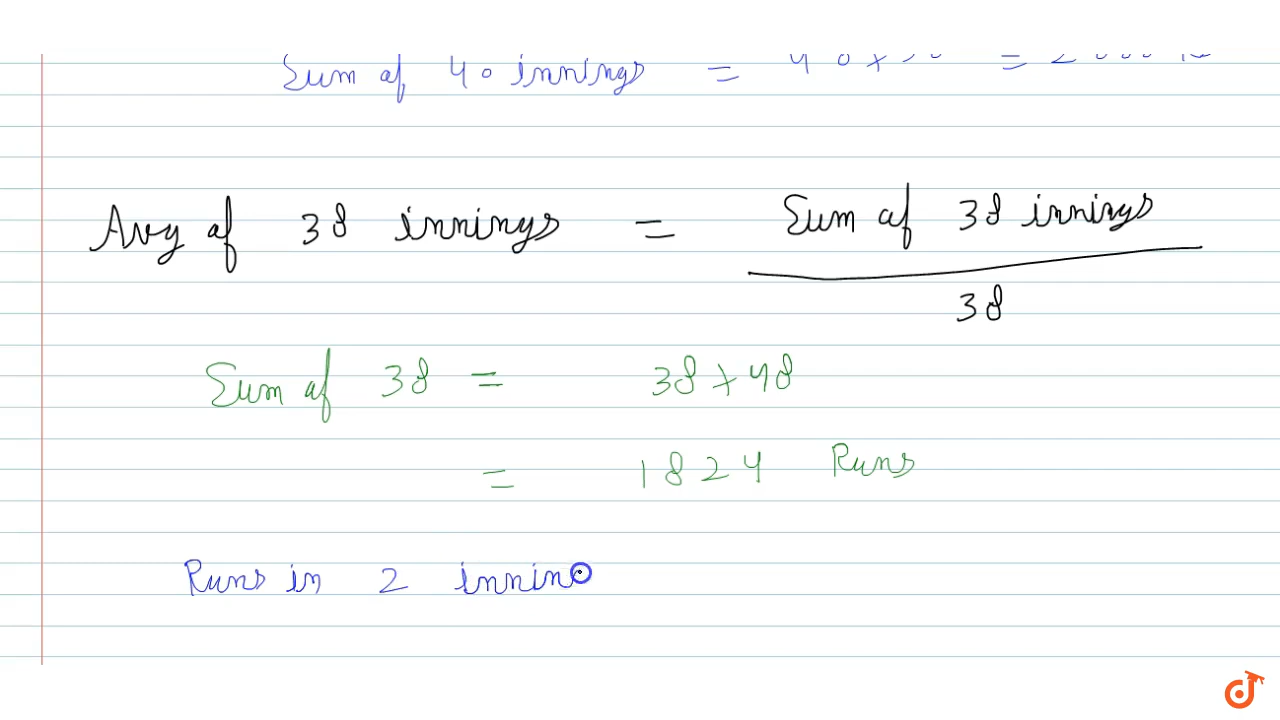 Sum of 40 innings =
Avg of 38 innings = Sum of 38 innings
38
Sum of 38 = 38 × 48
= 1824 Runs
Runs in 2 innin